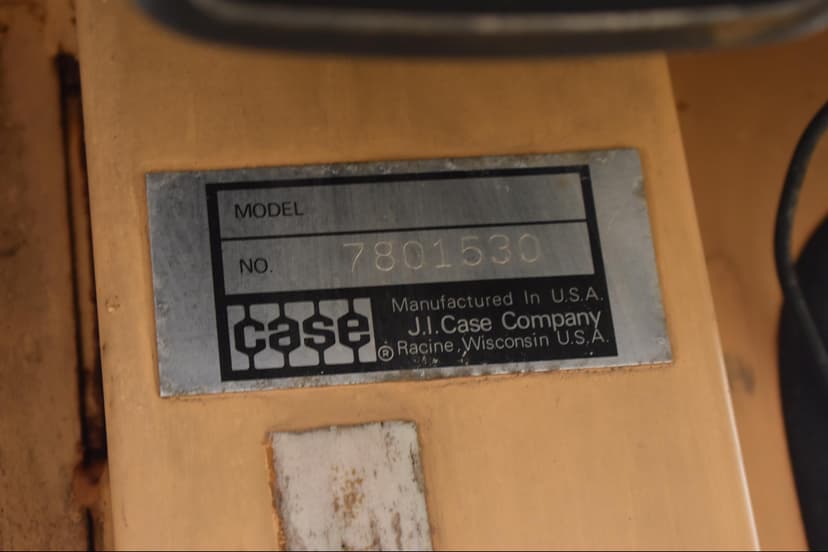 MODEL
NO. 7801530
case
Manufactured In U.S.A.
J.I.Case Company
® Racine, Wisconsin U.S.A.